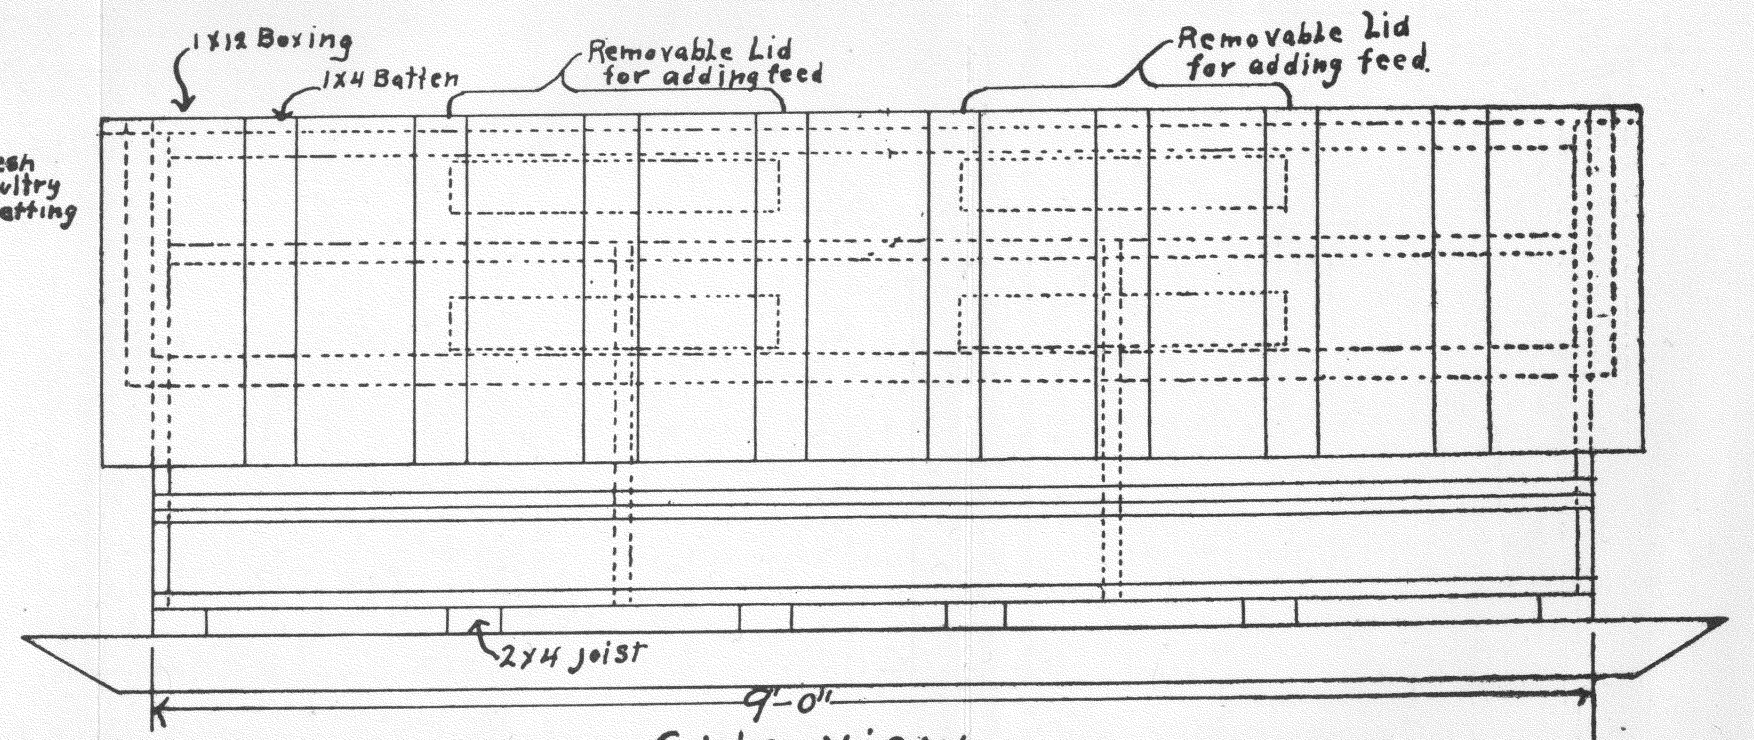 1X12 Boxing
1X4 Batten
Removable Lid
for adding feed
Removable Lid
for adding feed.
2X4 joist
9'-0"